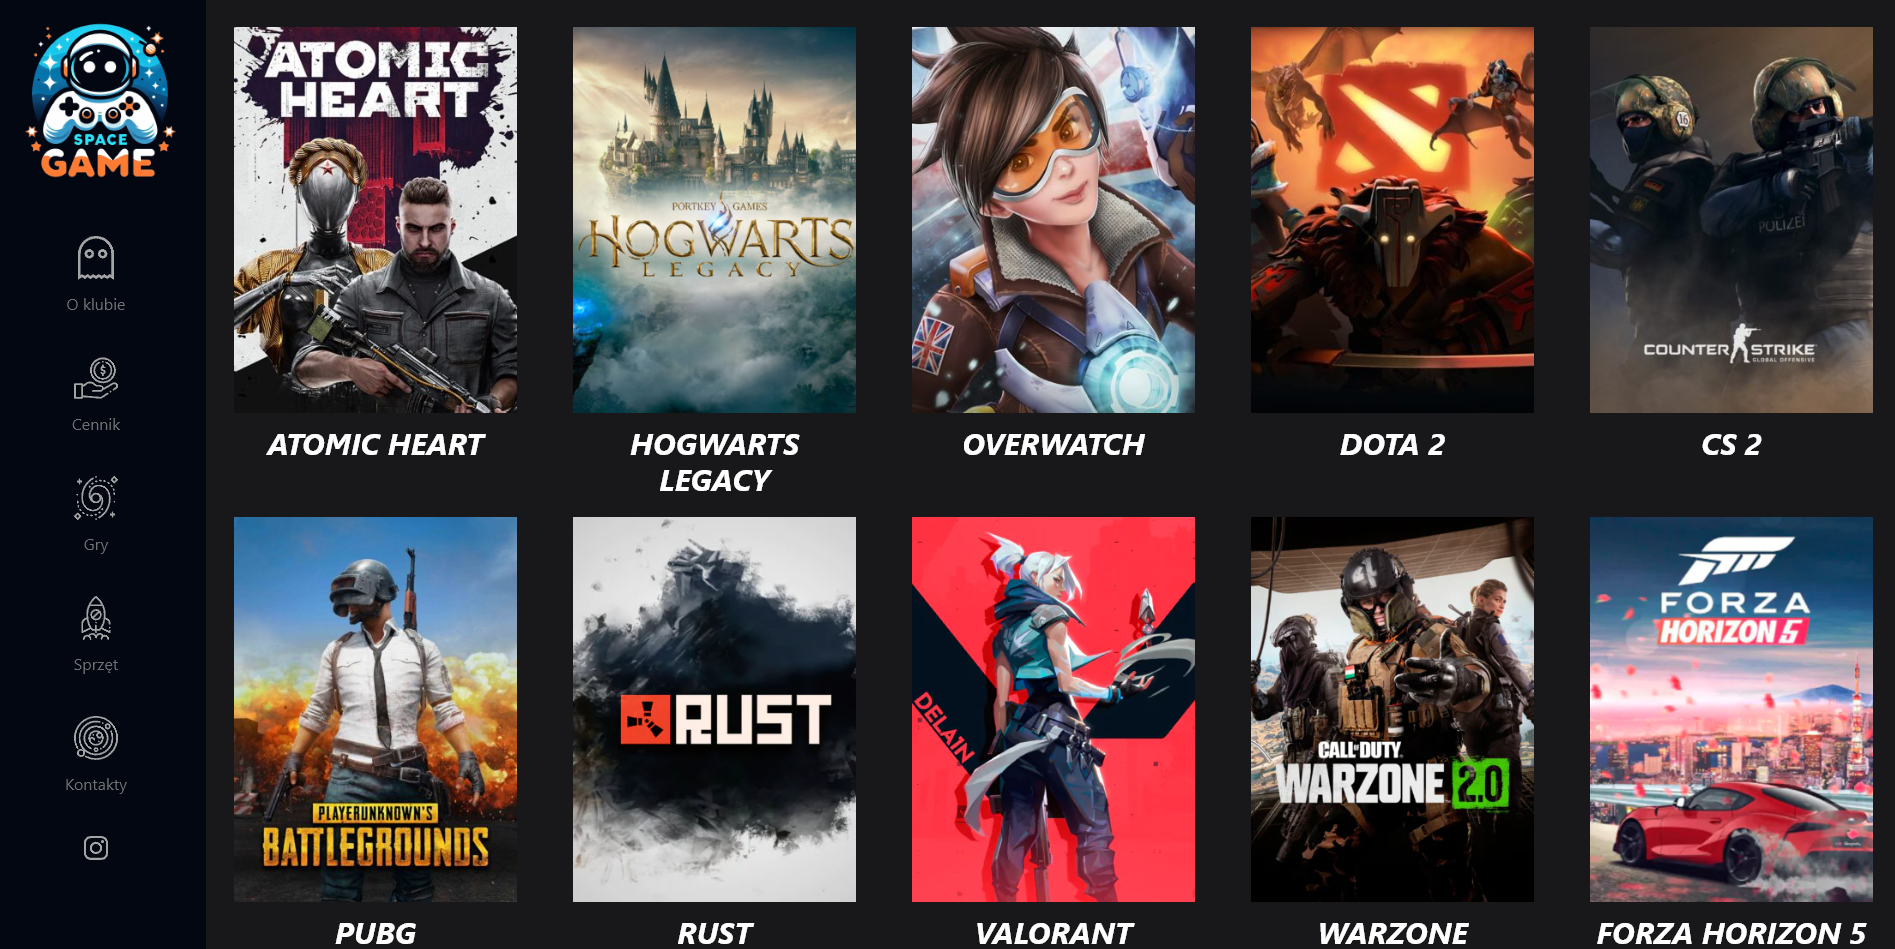 SPACE
GAME
O klubie
Cennik
Gry
Sprzęt
Kontakty
ATOMIC
HEART
ATOMIC HEART
PORTKEY GAMES
HOGWARTS
LEGACY
HOGWARTS
LEGACY
OVERWATCH
DOTA 2
16
POLIZEI
COUNTER STRIKE
GLOBAL OFFENSIVE
CS 2
PLAYERUNKNOWN'S
BATTLEGROUNDS
PUBG
RUST
RUST
DELA1N
VALORANT
CALL OF DUTY
WARZONE 2.0
WARZONE
FORZA
HORIZON 5
FORZA HORIZON 5